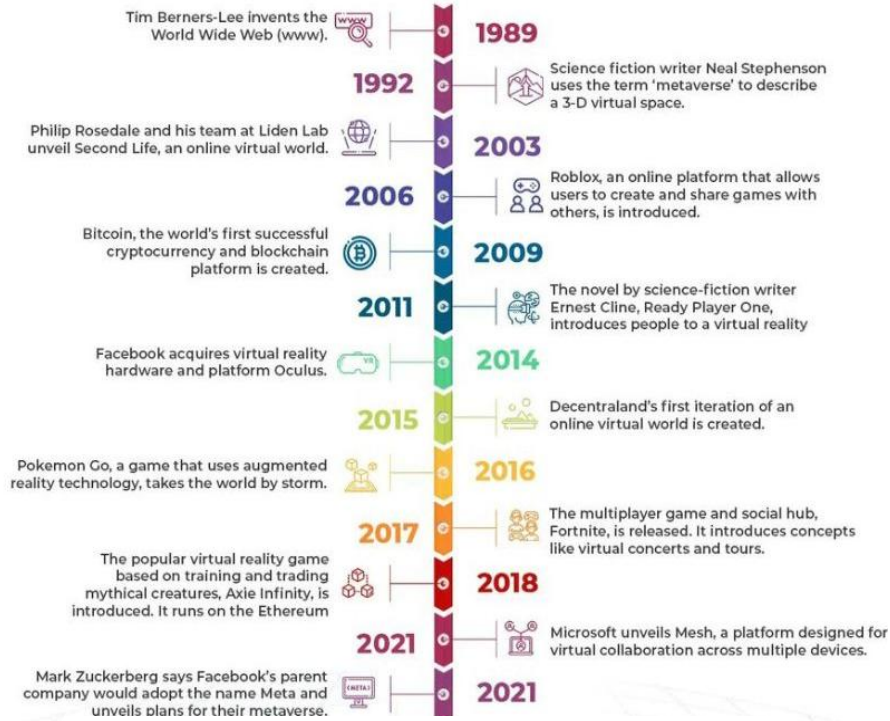 Tim Berners-Lee invents the
World Wide Web (www).
WWW
1989
1992
Science fiction writer Neal Stephenson
uses the term ‘metaverse’ to describe
a 3-D virtual space.
Philip Rosedale and his team at Liden Lab
unveil Second Life, an online virtual world.
2003
2006
Roblox, an online platform that allows
users to create and share games with
others, is introduced.
Bitcoin, the world's first successful
cryptocurrency and blockchain
platform is created.
2009
2011
The novel by science-fiction writer
Ernest Cline, Ready Player One,
introduces people to a virtual reality
Facebook acquires virtual reality
hardware and platform Oculus.
VR
2014
2015
Decentraland's first iteration of an
online virtual world is created.
Pokemon Go, a game that uses augmented
reality technology, takes the world by storm.
2016
2017
The multiplayer game and social hub,
Fortnite, is released. It introduces concepts
like virtual concerts and tours.
The popular virtual reality game
based on training and trading
mythical creatures, Axie Infinity, is
introduced. It runs on the Ethereum
2018
2021
Microsoft unveils Mesh, a platform designed for
virtual collaboration across multiple devices.
Mark Zuckerberg says Facebook's parent
company would adopt the name Meta and
unveils plans for their metaverse.
<META>
2021